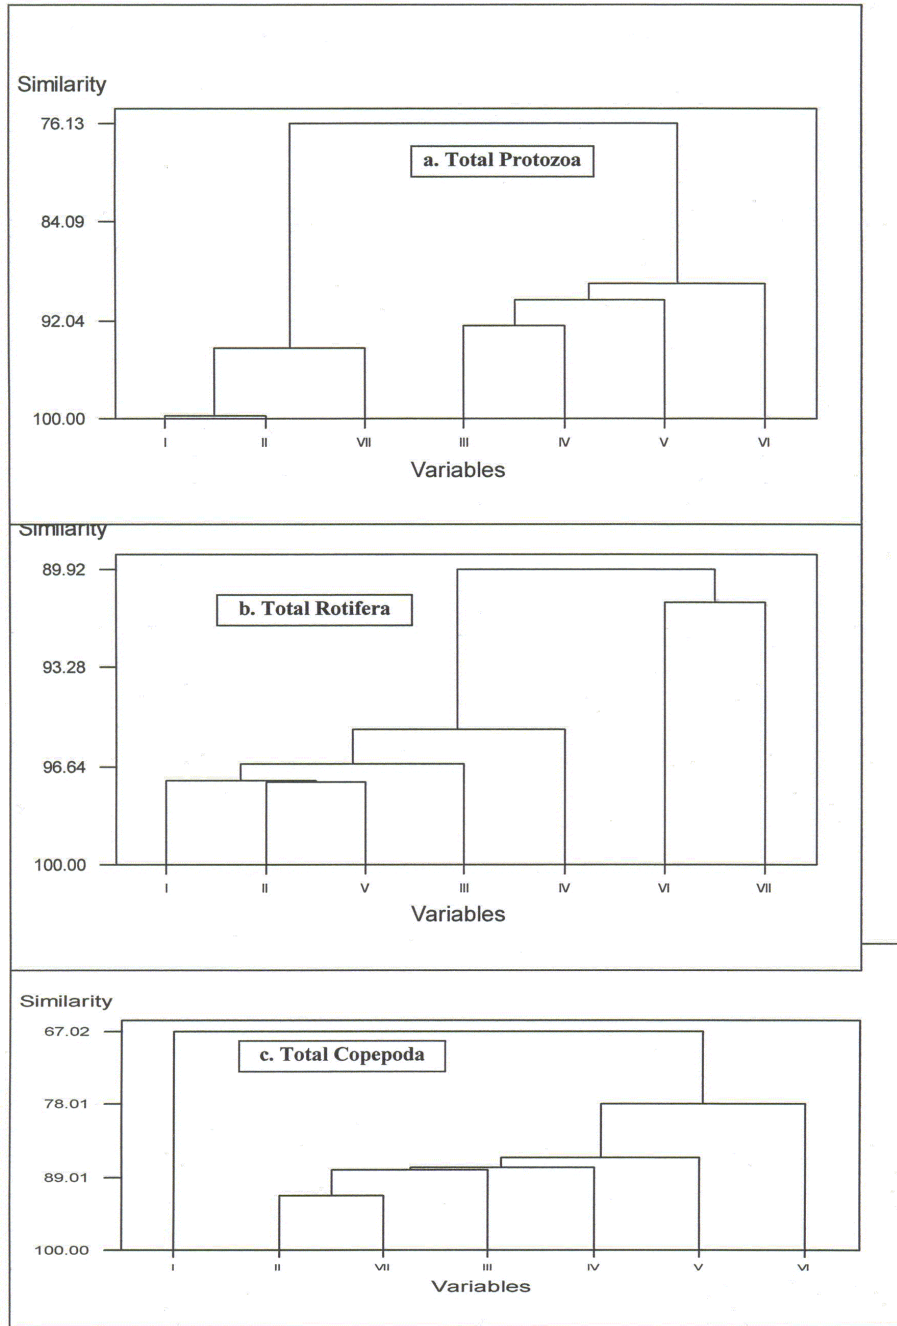 Similarity
76.13
a. Total Protozoa
84.09
92.04
100.00
I II VII III IV V VI
Variables
Similarity
89.92
b. Total Rotifera
93.28
96.64
100.00
I II V III IV VI VII
Variables
Similarity
67.02
c. Total Copepoda
78.01
89.01
100.00
I II VII III IV V VI
Variables